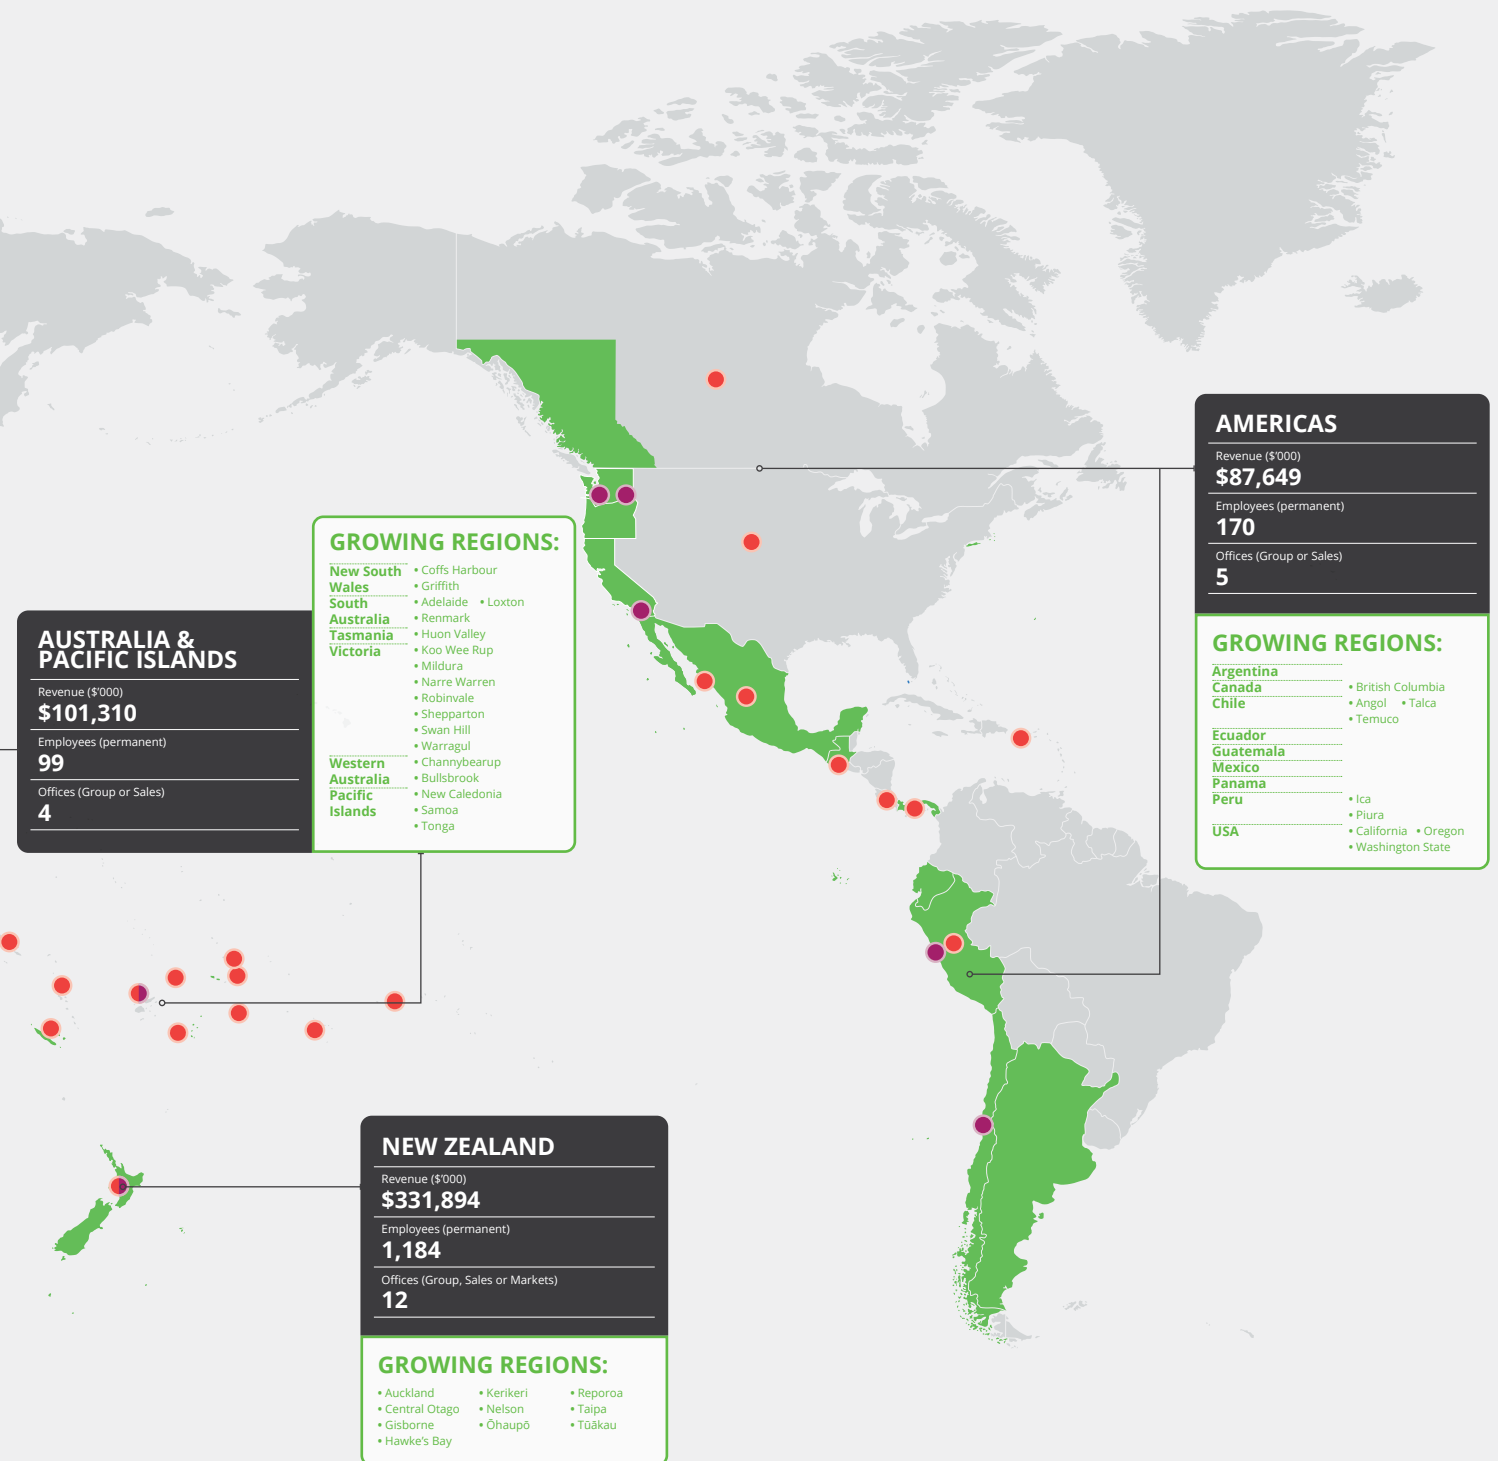 AMERICAS
Revenue ($'000)
$87,649
Employees (permanent)
170
Offices (Group or Sales)
5
GROWING REGIONS:
Argentina
Canada • British Columbia
Chile • Angol • Talca
• Temuco
Ecuador
Guatemala
Mexico
Panama
Peru • Ica
• Piura
USA • California • Oregon
• Washington State
AUSTRALIA &
PACIFIC ISLANDS
Revenue ($'000)
$101,310
Employees (permanent)
99
Offices (Group or Sales)
4
GROWING REGIONS:
New South • Coffs Harbour
Wales • Griffith
South • Adelaide • Loxton
Australia • Renmark
Tasmania • Huon Valley
Victoria • Koo Wee Rup
• Mildura
• Narre Warren
• Robinvale
• Shepparton
• Swan Hill
• Warragul
Western • Channybearup
Australia • Bullsbrook
Pacific • New Caledonia
Islands • Samoa
• Tonga
NEW ZEALAND
Revenue ($'000)
$331,894
Employees (permanent)
1,184
Offices (Group, Sales or Markets)
12
GROWING REGIONS:
• Auckland • Kerikeri • Reporoa
• Central Otago • Nelson • Taipa
• Gisborne • Ōhaupō • Tūākau
• Hawke's Bay